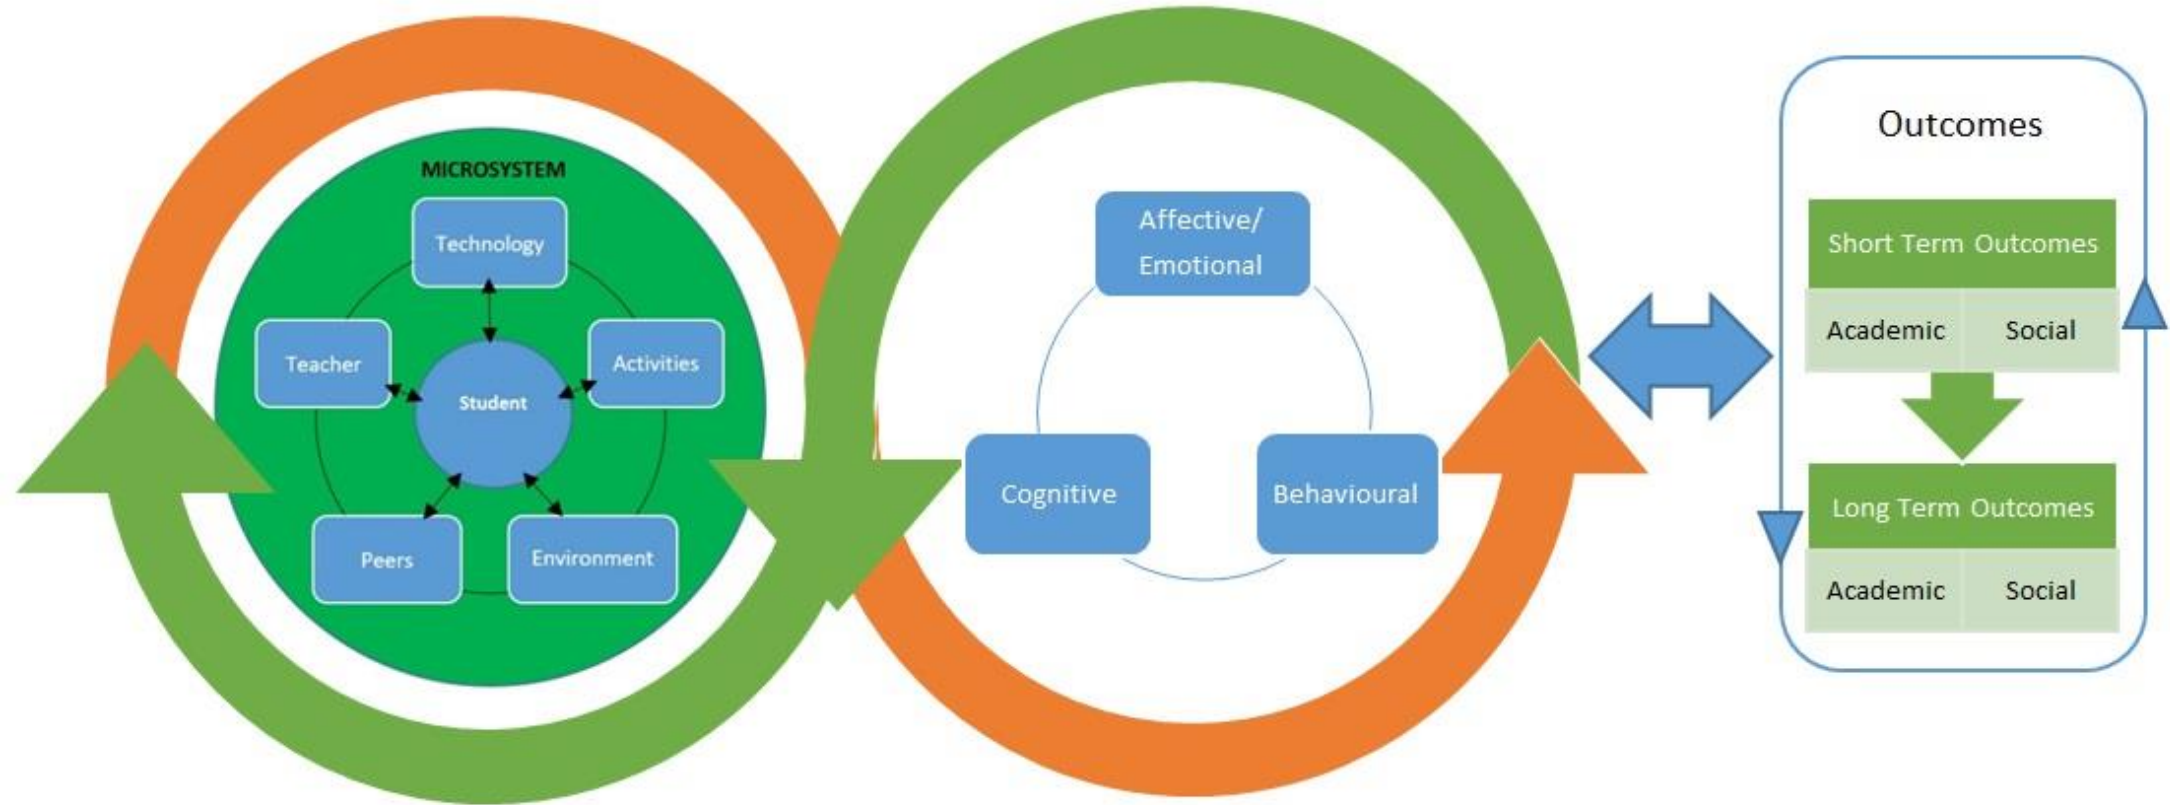 MICROSYSTEM
Technology
Teacher
Activities
Student
Peers
Environment
Affective/
Emotional
Cognitive
Behavioural
Outcomes
Short Term Outcomes
Academic Social
Long Term Outcomes
Academic Social